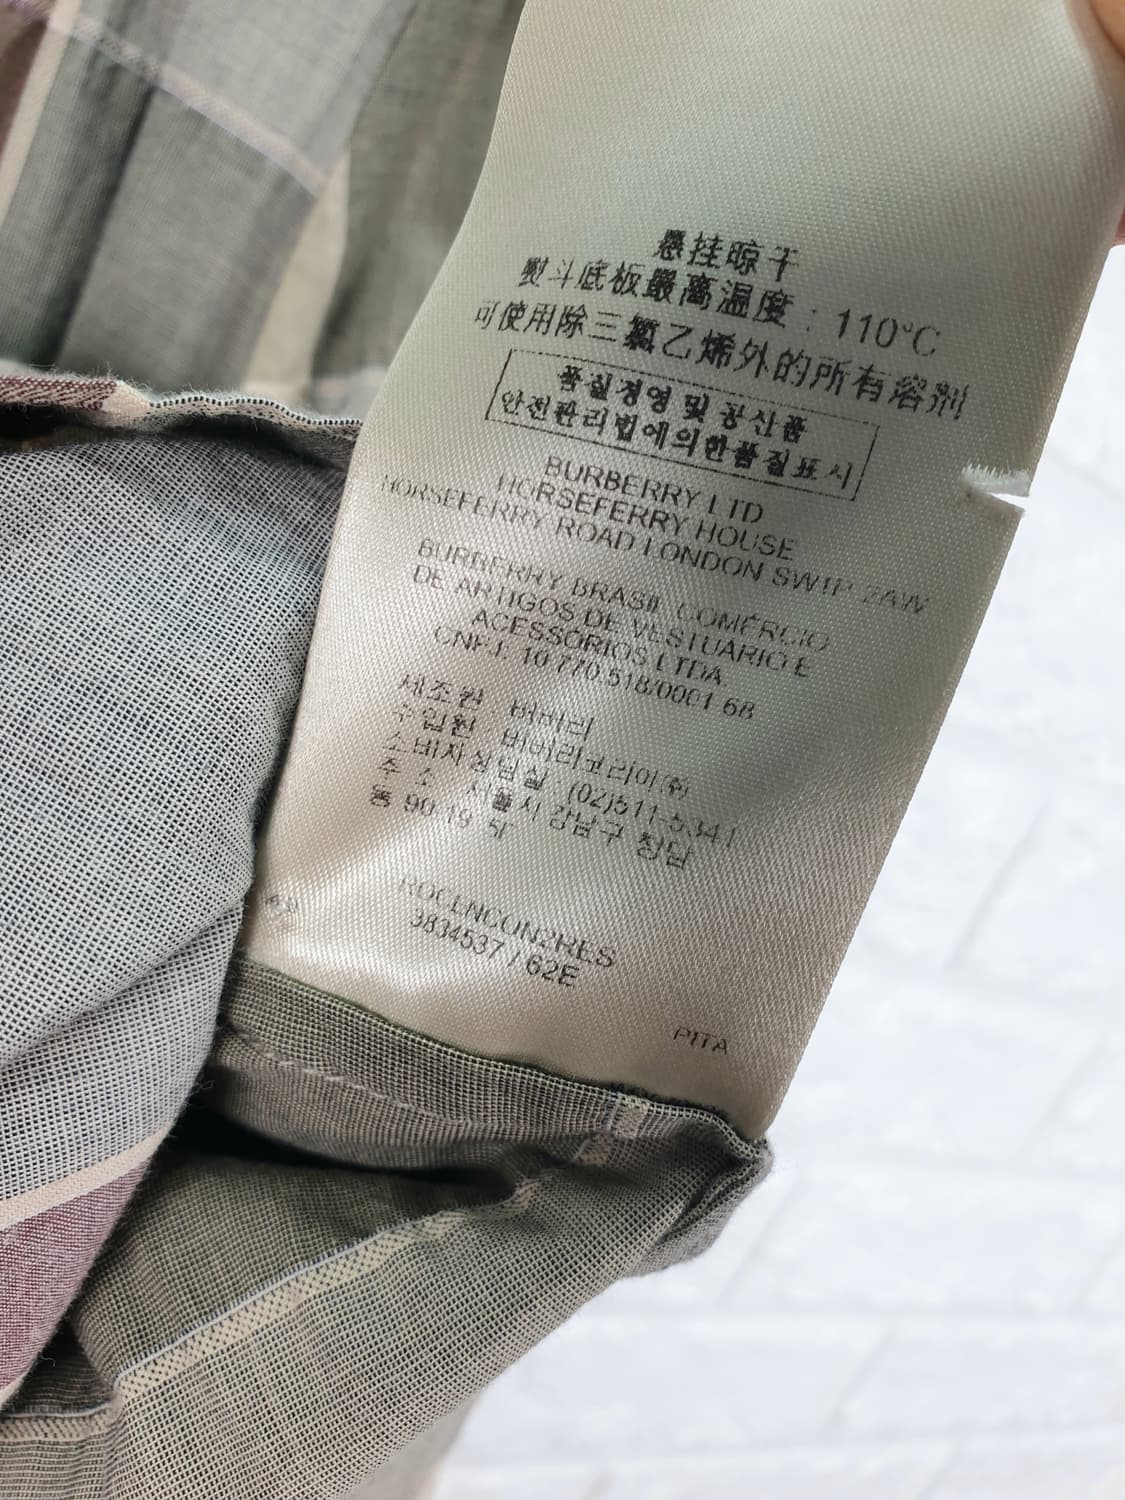 悬挂晾干
熨斗底板最高温度：110°C
可使用除三氯乙烯外的所有溶剂
품질경영 및 공산품
안전관리법에의한품질표시
BURBERRY LTD
HORSEFERRY HOUSE
HORSEFERRY ROAD LONDON SW1P 2AW
BURBERRY BRASIL COMÉRCIO
DE ARTIGOS DE VESTUARIO E
ACESSORIOS LTDA
CNPJ: 10 770 518/0001 68
제조원 버버리
수입원 버버리코리아(주)
소비자상담실 (02)511-5341
주 소 서울시 강남구 청담
동 90-19 5F
ROCENCON2RES
3834537 / 62E
PITA